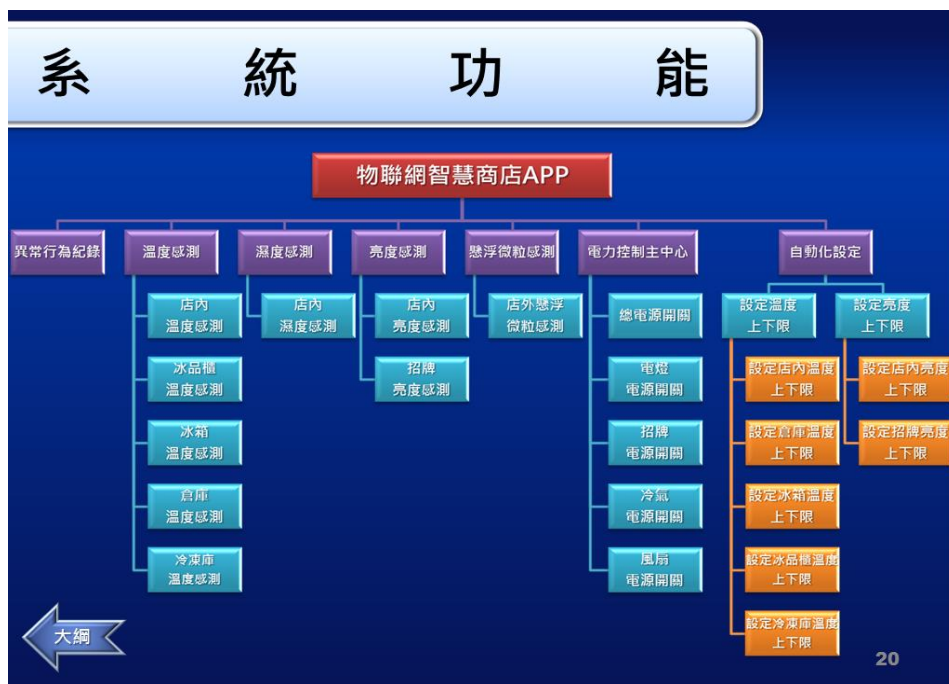 系統功能
物聯網智慧商店APP
異常行為紀錄
溫度感測
濕度感測
亮度感測
懸浮微粒感測
電力控制主中心
自動化設定
店內
溫度感測
冰品櫃
溫度感測
冰箱
溫度感測
倉庫
溫度感測
冷凍庫
溫度感測
店內
濕度感測
店內
亮度感測
招牌
亮度感測
店外懸浮
微粒感測
總電源開關
電燈
電源開關
招牌
電源開關
冷氣
電源開關
風扇
電源開關
設定溫度
上下限
設定店內溫度
上下限
設定倉庫溫度
上下限
設定冰箱溫度
上下限
設定冰品櫃溫度
上下限
設定冷凍庫溫度
上下限
設定亮度
上下限
設定店內亮度
上下限
設定招牌亮度
上下限
大綱
20